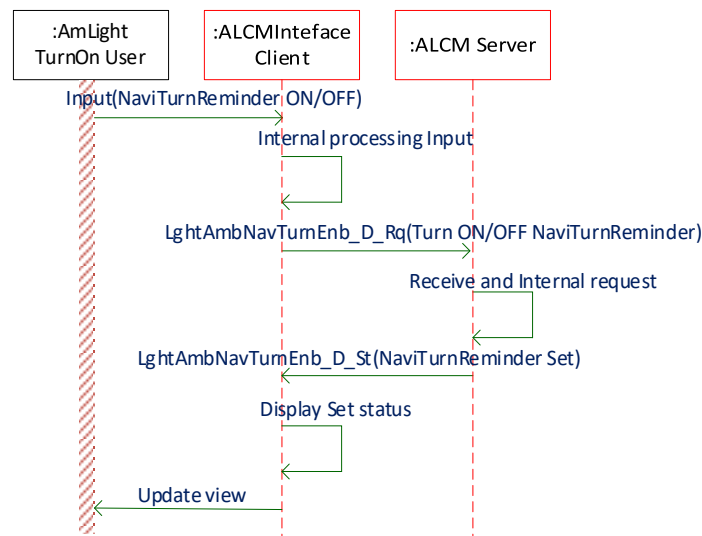 :AmLight
TurnOn User
:ALCMInteface
Client
:ALCM Server
Input(NaviTurnReminder ON/OFF)
Internal processing Input
LghtAmbNavTurnEnb_D_Rq(Turn ON/OFF NaviTurnReminder)
Receive and Internal request
LghtAmbNavTurnEnb_D_St(NaviTurnReminder Set)
Display Set status
Update view